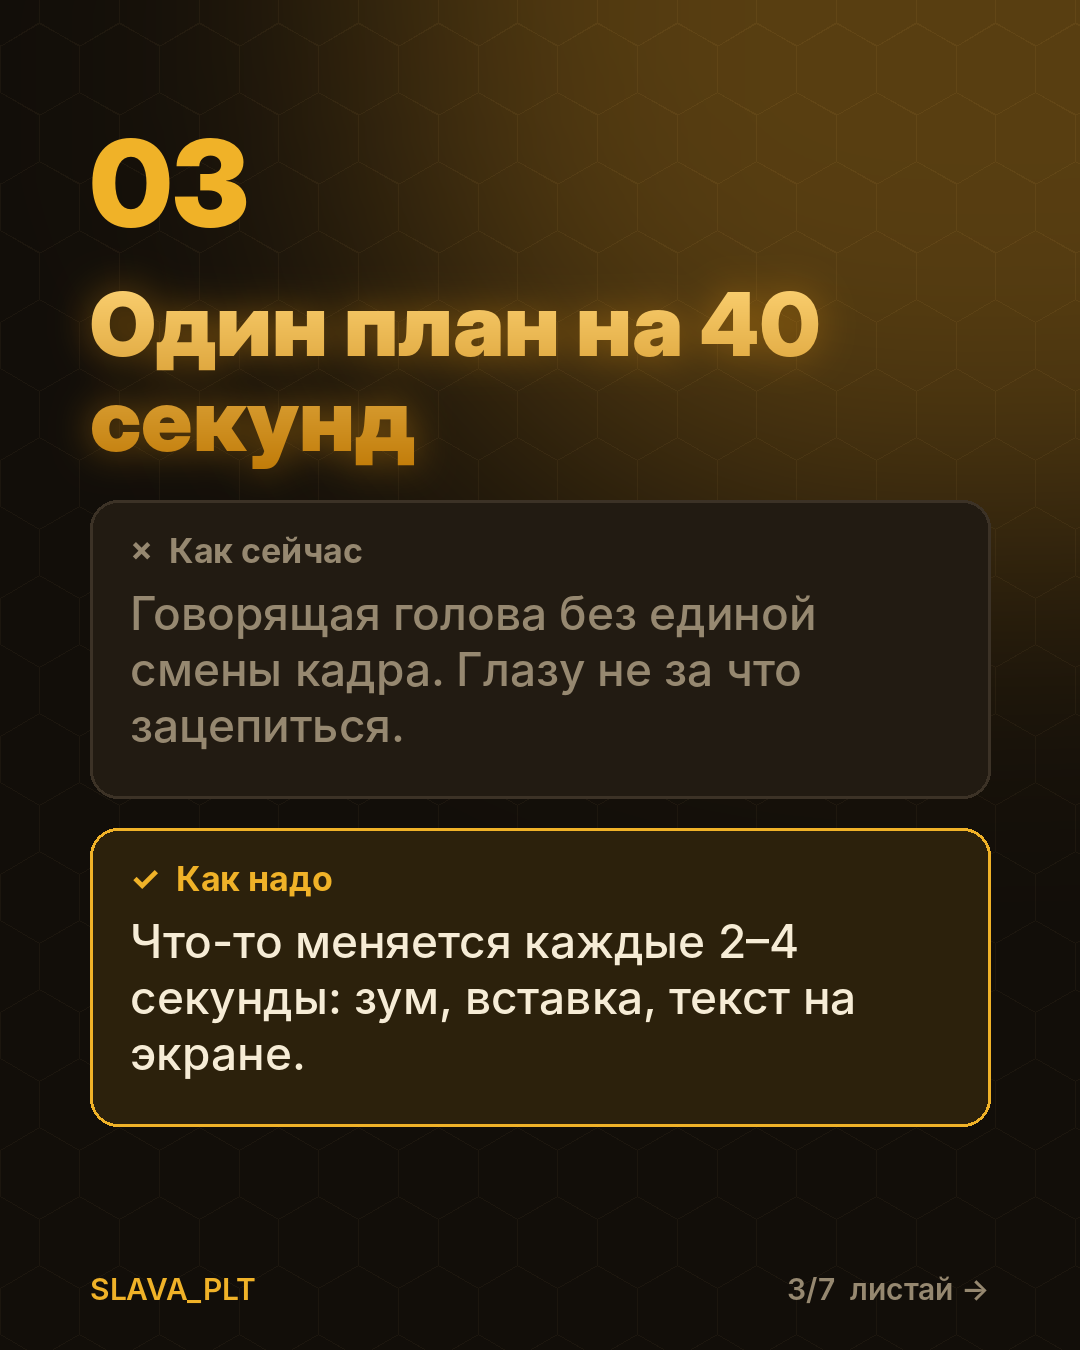 03
Один план на 40
секунд
× Как сейчас
Говорящая голова без единой
смены кадра. Глазу не за что
зацепиться.
✓ Как надо
Что-то меняется каждые 2–4
секунды: зум, вставка, текст на
экране.
SLAVA_PLT
3/7 листай →